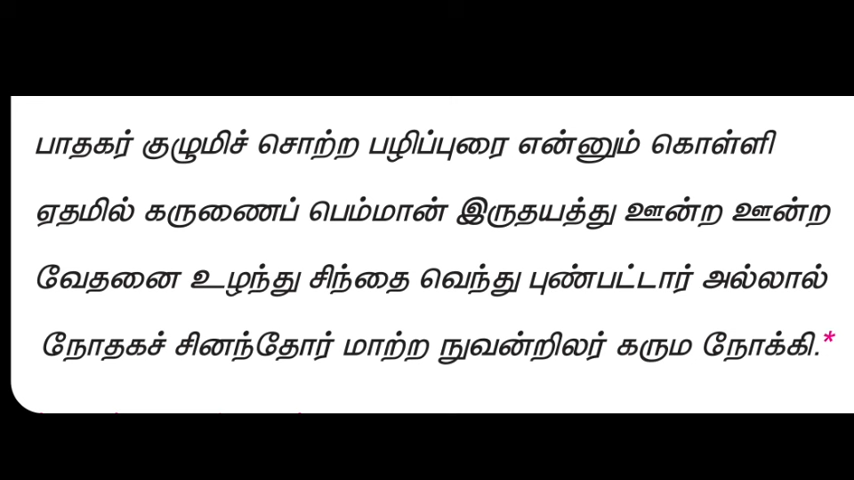 பாதகர் குழுமிச் சொற்ற பழிப்புரை என்னும் கொள்ளி
ஏதமில் கருணைப் பெம்மான் இருதயத்து ஊன்ற ஊன்ற
வேதனை உழந்து சிந்தை வெந்து புண்பட்டார் அல்லால்
நோதகச் சினந்தோர் மாற்ற நுவன்றிலர் கரும நோக்கி.*